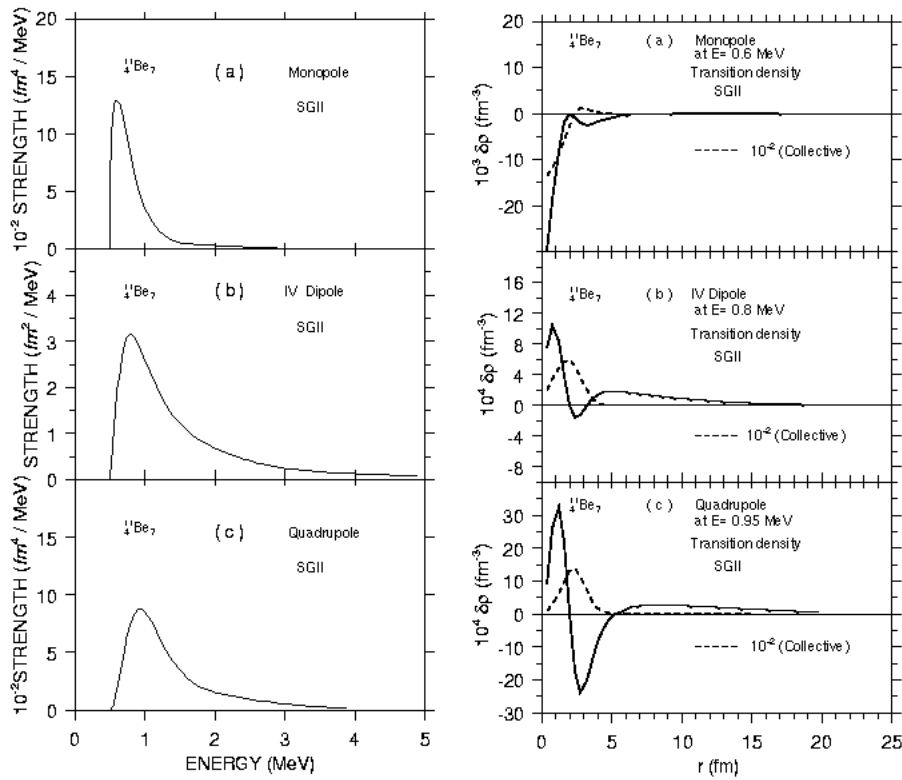 20
15
10
5
0
10⁻² STRENGTH (fm⁴ / MeV)
¹¹₄Be₇
(a)
Monopole
SGII
4
3
2
1
0
STRENGTH (fm² / MeV)
¹¹₄Be₇
(b)
IV Dipole
SGII
15
10
5
0
10⁻²STRENGTH (fm⁴ / MeV)
¹¹₄Be₇
(c)
Quadrupole
SGII
0 1 2 3 4 5
ENERGY (MeV)
20
10
0
-10
-20
10³ δρ (fm⁻³)
¹¹₄Be₇
(a) Monopole
at E= 0.6 MeV
Transition density
SGII
10⁻² (Collective)
16
12
8
4
0
-4
-8
10⁴ δρ (fm⁻³)
¹¹₄Be₇
(b) IV Dipole
at E= 0.8 MeV
Transition density
SGII
10⁻² (Collective)
30
20
10
0
-10
-20
-30
10⁴ δρ (fm⁻³)
¹¹₄Be₇
(c) Quadrupole
at E= 0.95 MeV
Transition density
SGII
10⁻² (Collective)
0 5 10 15 20 25
r (fm)